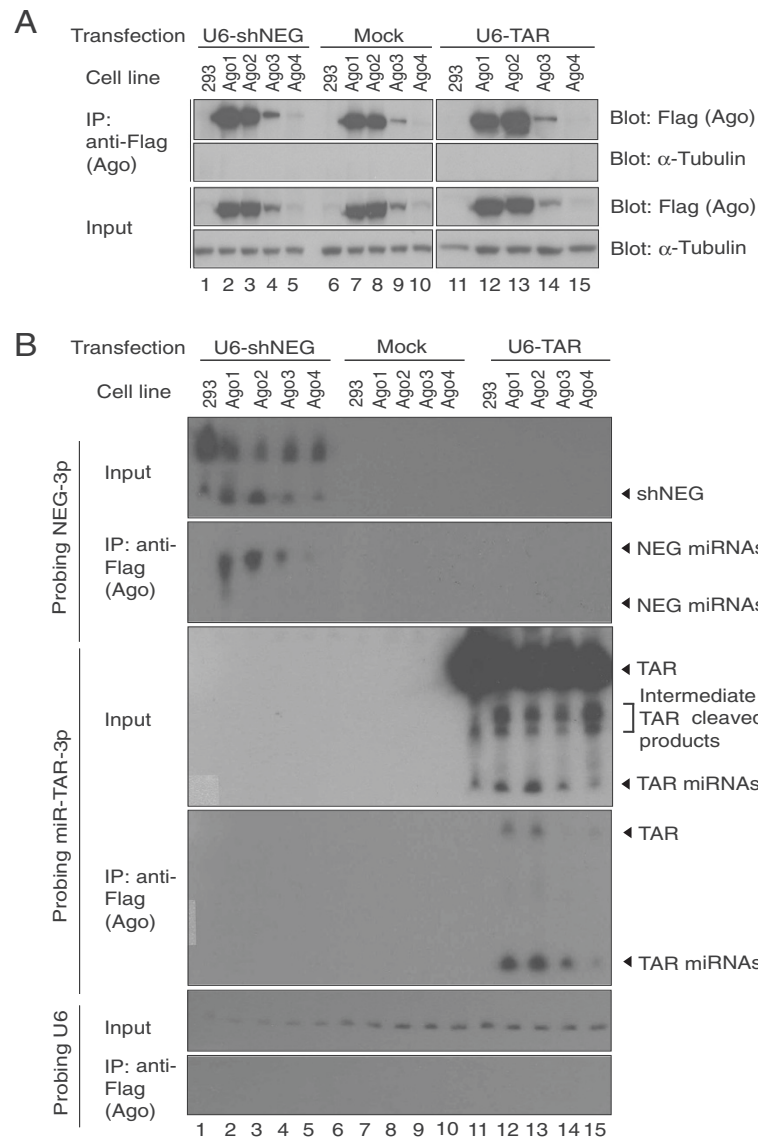 A
Transfection U6-shNEG Mock U6-TAR
Cell line 293 Ago1 Ago2 Ago3 Ago4 293 Ago1 Ago2 Ago3 Ago4 293 Ago1 Ago2 Ago3 Ago4
IP:
anti-Flag
(Ago)
Blot: Flag (Ago)
Blot: α-Tubulin
Input
Blot: Flag (Ago)
Blot: α-Tubulin
1 2 3 4 5 6 7 8 9 10 11 12 13 14 15
B
Transfection U6-shNEG Mock U6-TAR
Cell line 293 Ago1 Ago2 Ago3 Ago4 293 Ago1 Ago2 Ago3 Ago4 293 Ago1 Ago2 Ago3 Ago4
Probing NEG-3p
Input
shNEG
IP: anti-
Flag
(Ago)
NEG miRNAs
NEG miRNAs
Probing miR-TAR-3p
Input
TAR
Intermediate
TAR cleaved
products
TAR miRNAs
IP: anti-
Flag
(Ago)
TAR
TAR miRNAs
Probing U6
Input
IP: anti-
Flag
(Ago)
1 2 3 4 5 6 7 8 9 10 11 12 13 14 15